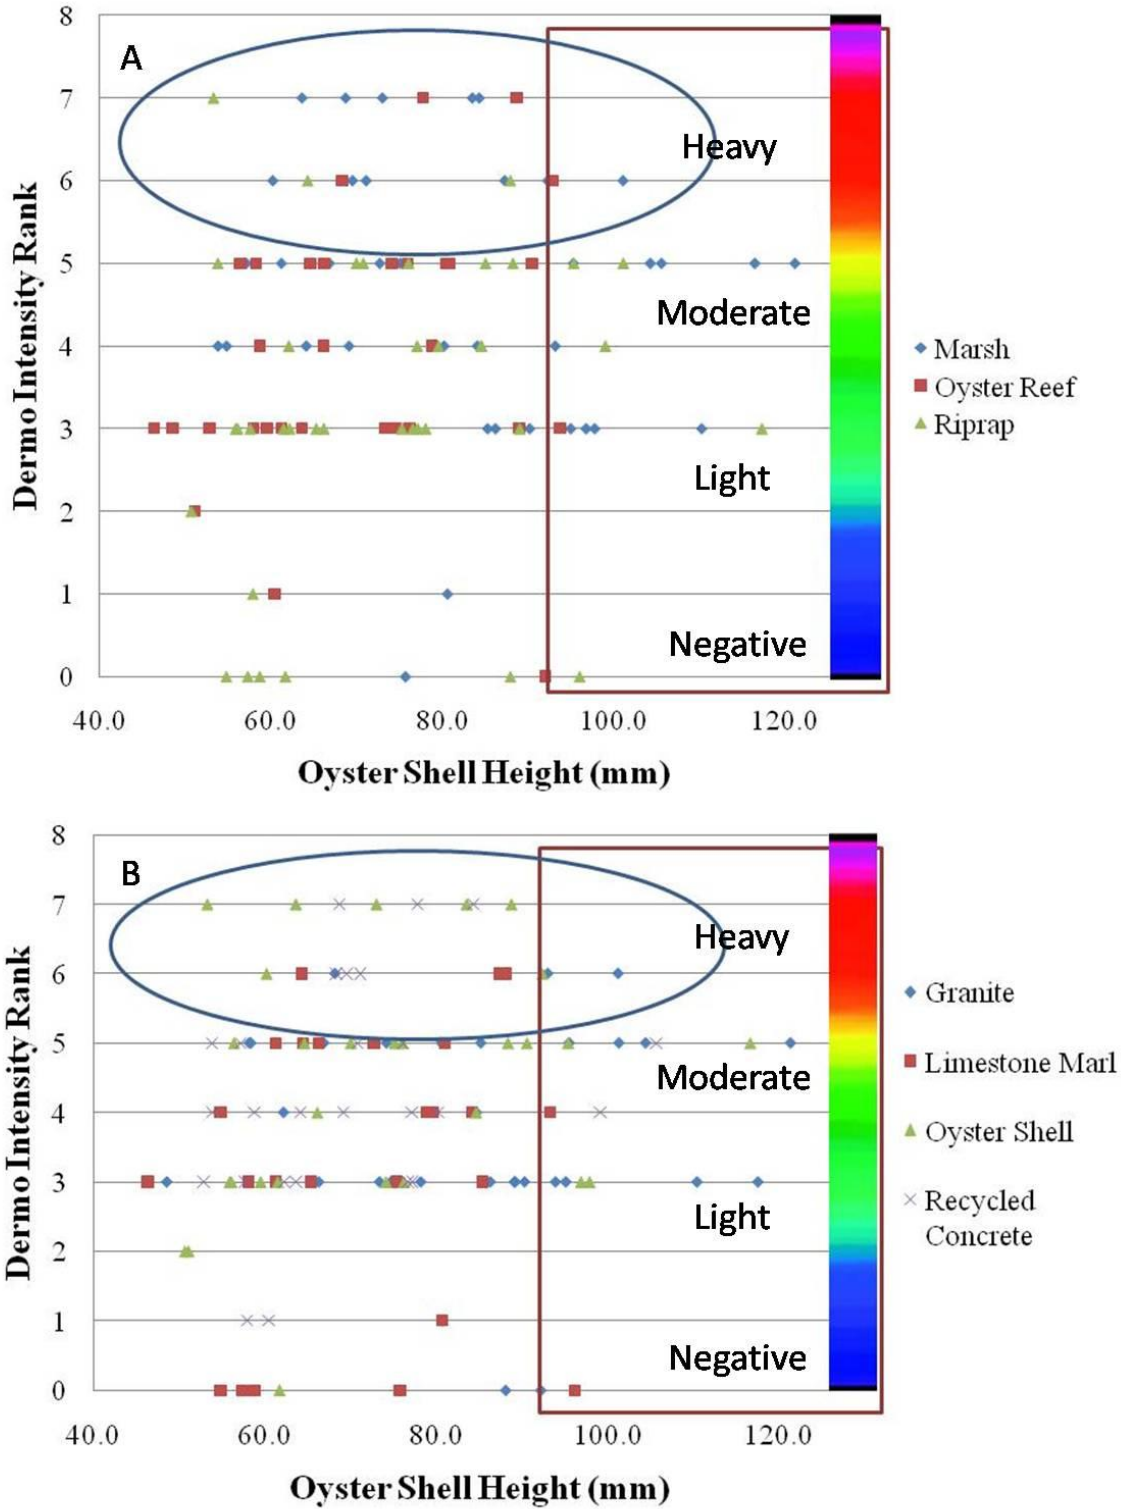 8
A
7
Heavy
6
5
Moderate
4
Marsh
Oyster Reef
3
Riprap
Light
2
1
Negative
0
40.0 60.0 80.0 100.0 120.0
Dermo Intensity Rank
Oyster Shell Height (mm)
8
B
7
Heavy
6
Granite
5
Moderate
Limestone Marl
4
Oyster Shell
3
Light
Recycled
Concrete
2
1
Negative
0
40.0 60.0 80.0 100.0 120.0
Dermo Intensity Rank
Oyster Shell Height (mm)